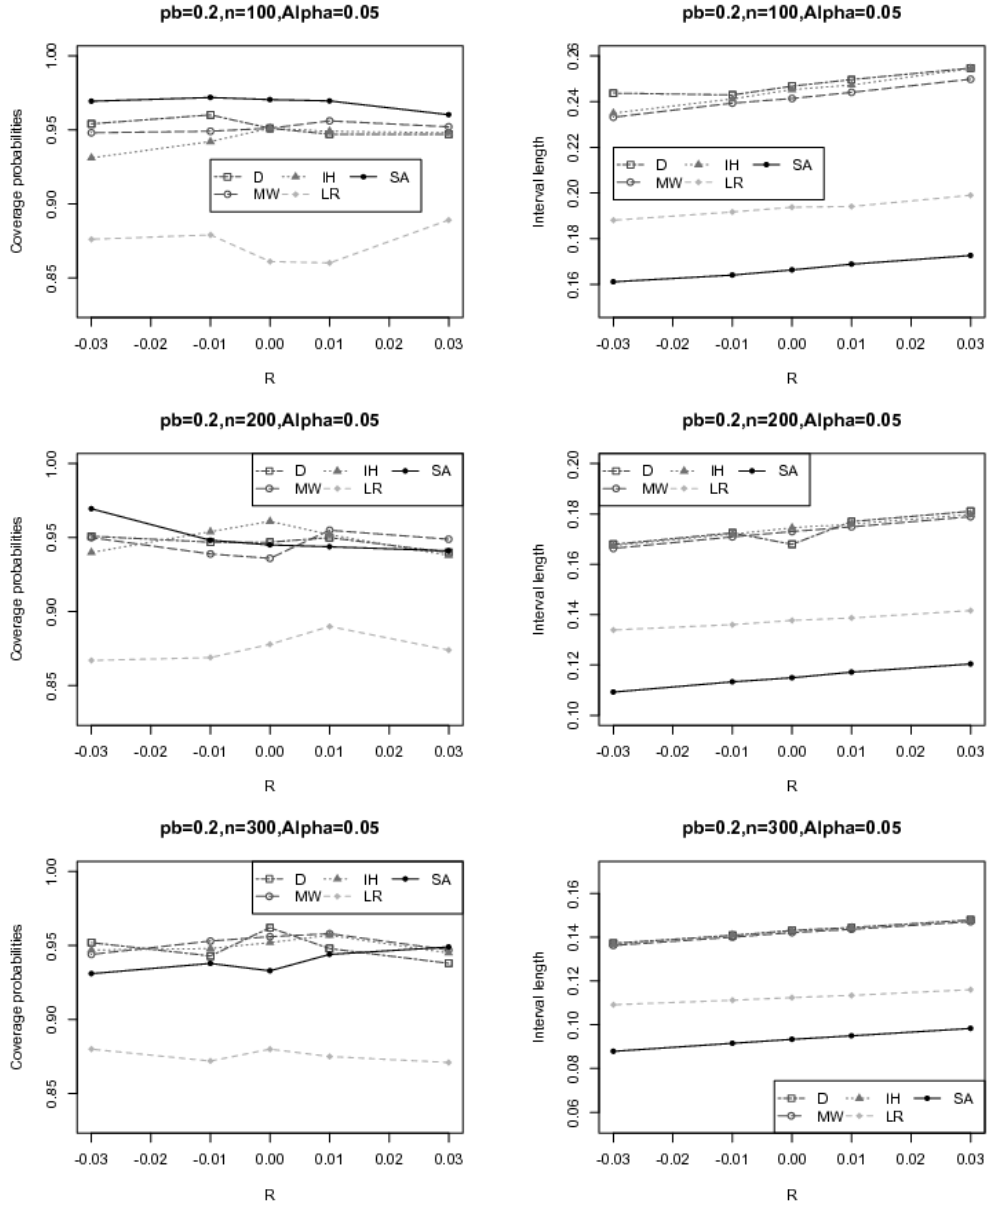 pb=0.2,n=100,Alpha=0.05
Coverage probabilities
1.00
0.95
0.90
0.85
D IH SA
MW LR
-0.03 -0.02 -0.01 0.00 0.01 0.02 0.03
R
pb=0.2,n=100,Alpha=0.05
Interval length
0.26
0.24
0.22
0.20
0.18
0.16
D IH SA
MW LR
-0.03 -0.02 -0.01 0.00 0.01 0.02 0.03
R
pb=0.2,n=200,Alpha=0.05
Coverage probabilities
1.00
0.95
0.90
0.85
D IH SA
MW LR
-0.03 -0.02 -0.01 0.00 0.01 0.02 0.03
R
pb=0.2,n=200,Alpha=0.05
Interval length
0.20
0.18
0.16
0.14
0.12
0.10
D IH SA
MW LR
-0.03 -0.02 -0.01 0.00 0.01 0.02 0.03
R
pb=0.2,n=300,Alpha=0.05
Coverage probabilities
1.00
0.95
0.90
0.85
D IH SA
MW LR
-0.03 -0.02 -0.01 0.00 0.01 0.02 0.03
R
pb=0.2,n=300,Alpha=0.05
Interval length
0.16
0.14
0.12
0.10
0.08
0.06
D IH SA
MW LR
-0.03 -0.02 -0.01 0.00 0.01 0.02 0.03
R